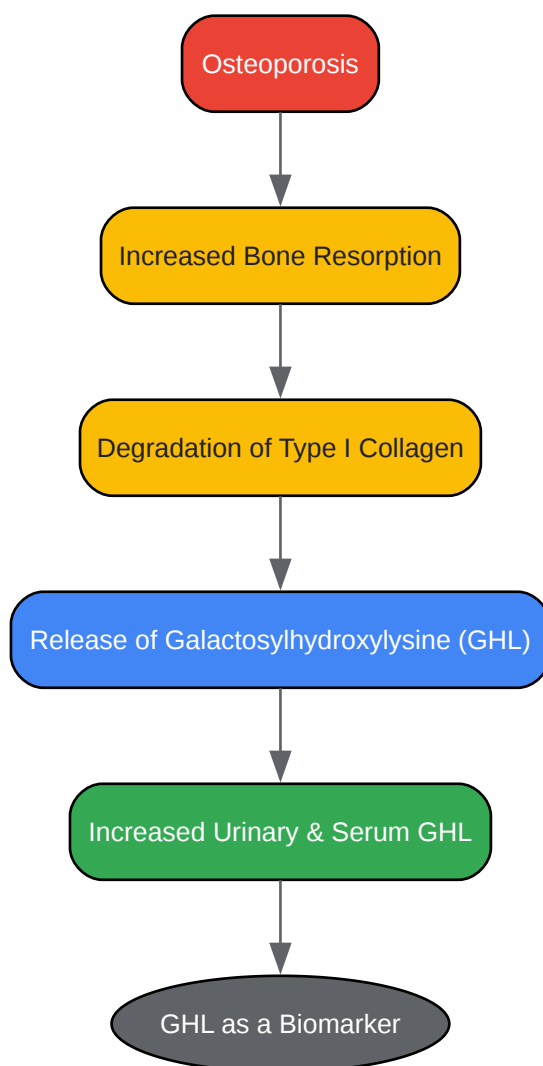 Osteoporosis
Increased Bone Resorption
Degradation of Type I Collagen
Release of Galactosylhydroxylysine (GHL)
Increased Urinary & Serum GHL
GHL as a Biomarker